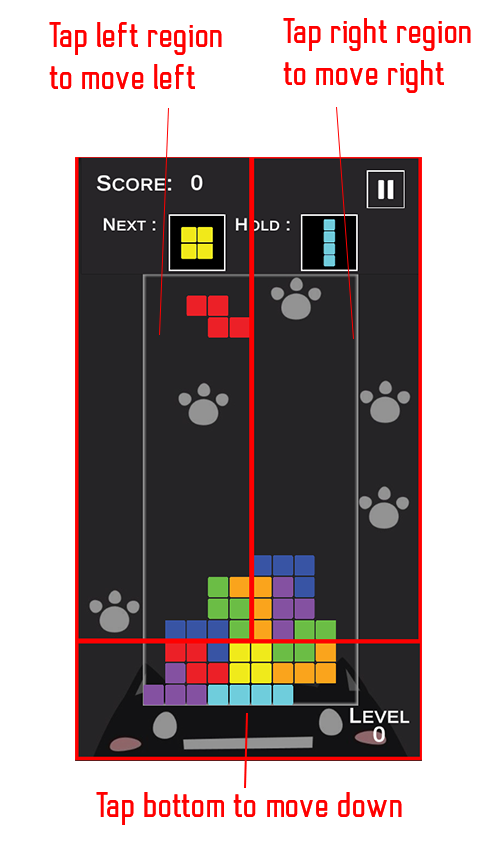 Tap left region
to move left
Tap right region
to move right
SCORE: 0
NEXT :
HOLD :
LEVEL
0
Tap bottom to move down